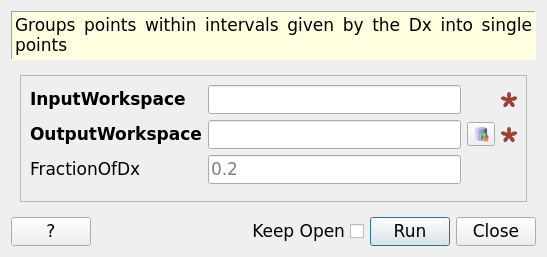 Groups points within intervals given by the Dx into single
points
InputWorkspace *
OutputWorkspace *
FractionOfDx 0.2
? Keep Open Run Close